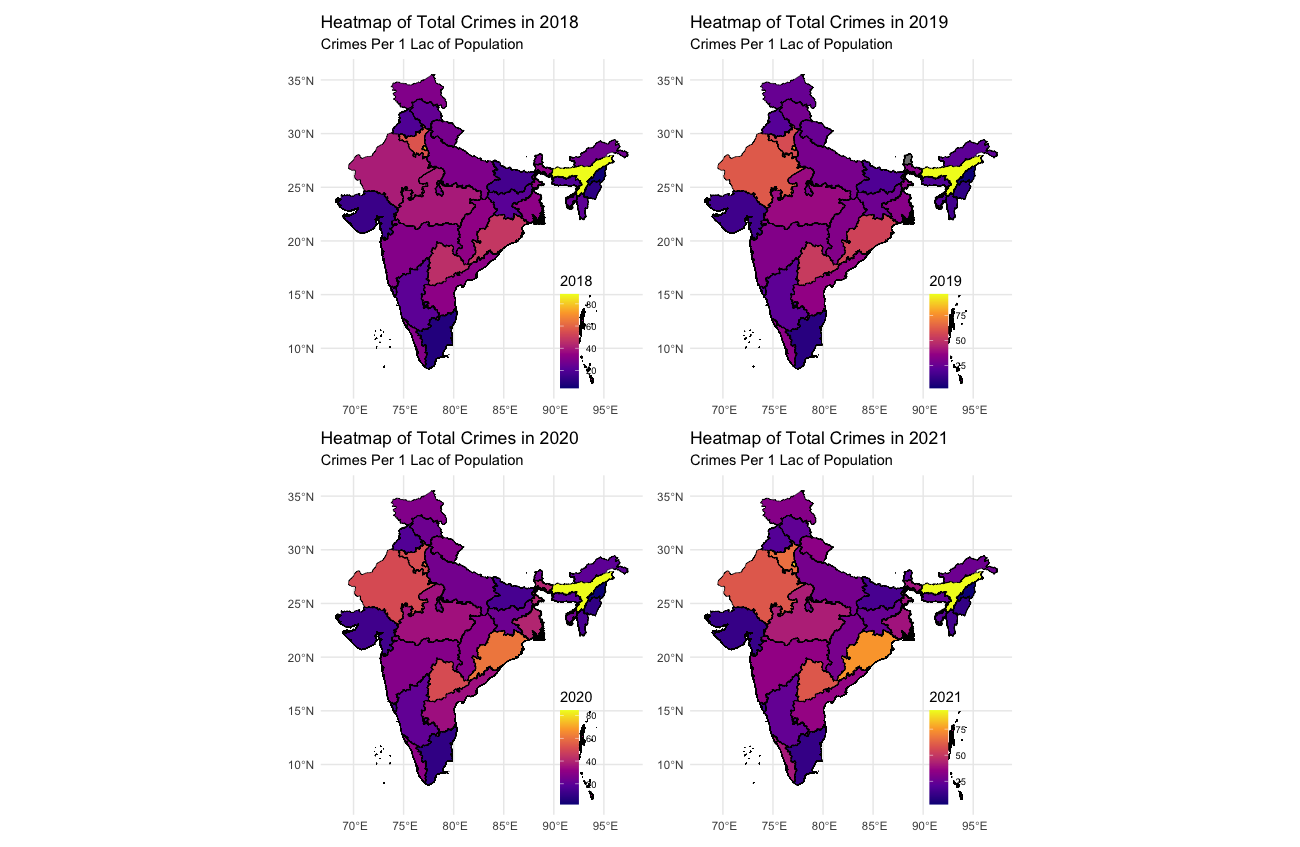 Heatmap of Total Crimes in 2018
Crimes Per 1 Lac of Population
35°N
30°N
25°N
20°N
15°N
10°N
2018
80
60
40
20
70°E 75°E 80°E 85°E 90°E 95°E
Heatmap of Total Crimes in 2019
Crimes Per 1 Lac of Population
35°N
30°N
25°N
20°N
15°N
10°N
2019
75
50
25
70°E 75°E 80°E 85°E 90°E 95°E
Heatmap of Total Crimes in 2020
Crimes Per 1 Lac of Population
35°N
30°N
25°N
20°N
15°N
10°N
2020
80
60
40
20
70°E 75°E 80°E 85°E 90°E 95°E
Heatmap of Total Crimes in 2021
Crimes Per 1 Lac of Population
35°N
30°N
25°N
20°N
15°N
10°N
2021
75
50
25
70°E 75°E 80°E 85°E 90°E 95°E